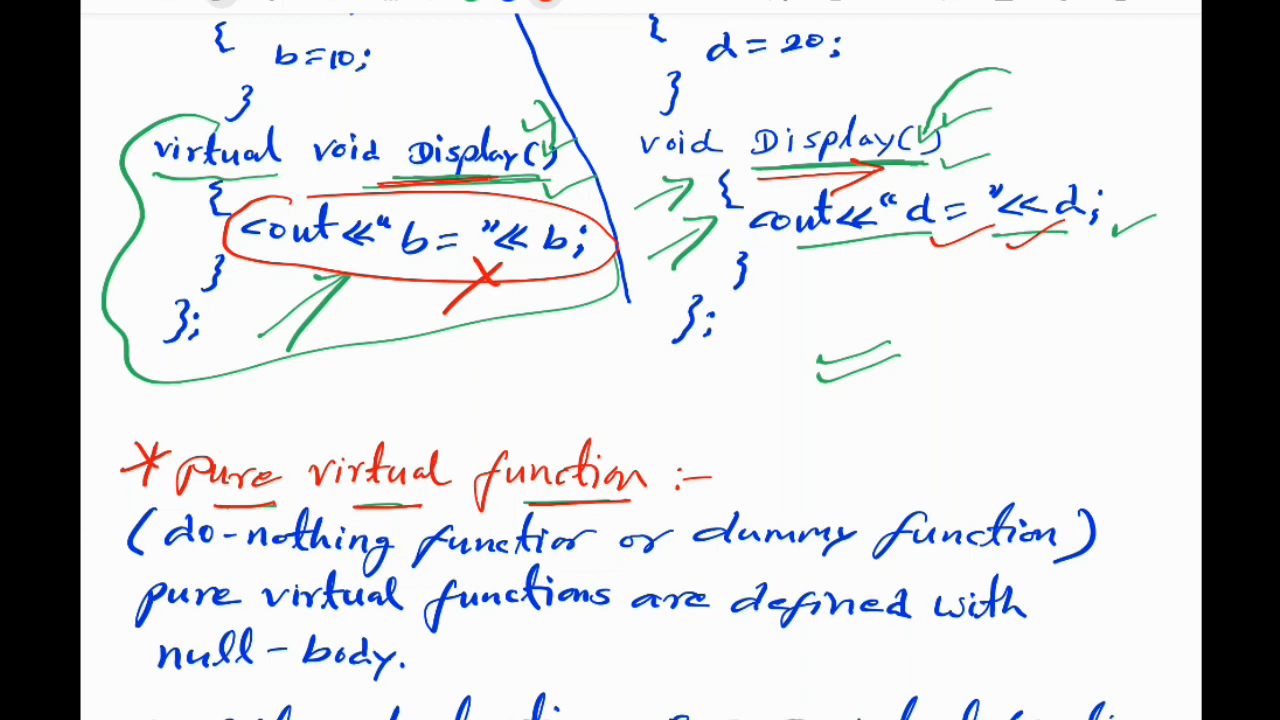 {
b=10;
}
virtual void Display()
{
cout<<"b= "<<b;
}
};
{
d=20;
}
void Display()
{
cout<<"d= "<<d;
}
};
*pure virtual function :-
(do-nothing function or dummy function)
pure virtual functions are defined with
null-body.